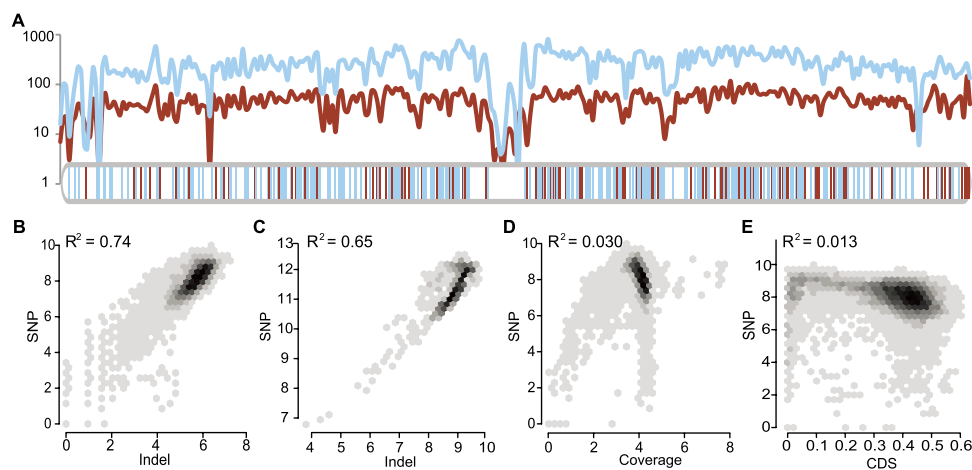 A
1000
100
10
1
B
R² = 0.74
10
8
6
4
2
0
SNP
0 2 4 6 8
Indel
C
R² = 0.65
13
12
11
10
9
8
7
SNP
4 5 6 7 8 9 10
Indel
D
R² = 0.030
10
8
6
4
2
0
SNP
0 2 4 6 8
Coverage
E
R² = 0.013
10
8
6
4
2
0
SNP
0 0.1 0.2 0.3 0.4 0.5 0.6
CDS